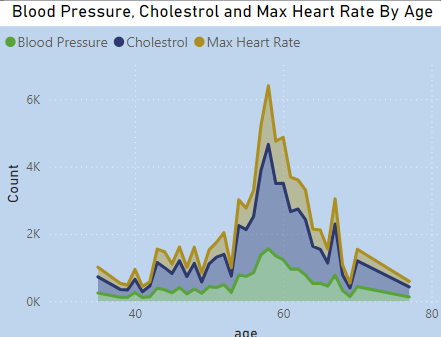 Blood Pressure, Cholestrol and Max Heart Rate By Age
Blood Pressure Cholestrol Max Heart Rate
6K
4K
2K
0K
Count
40 60 80
age